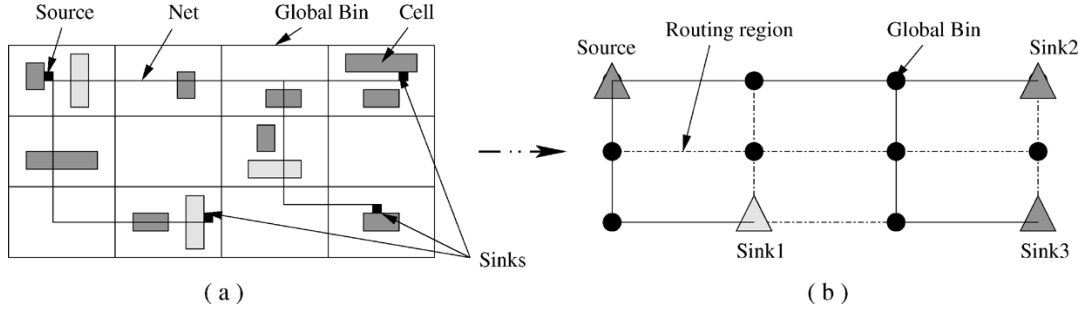 Source
Net
Global Bin
Cell
Sinks
( a )
Source
Routing region
Global Bin
Sink2
Sink1
Sink3
( b )